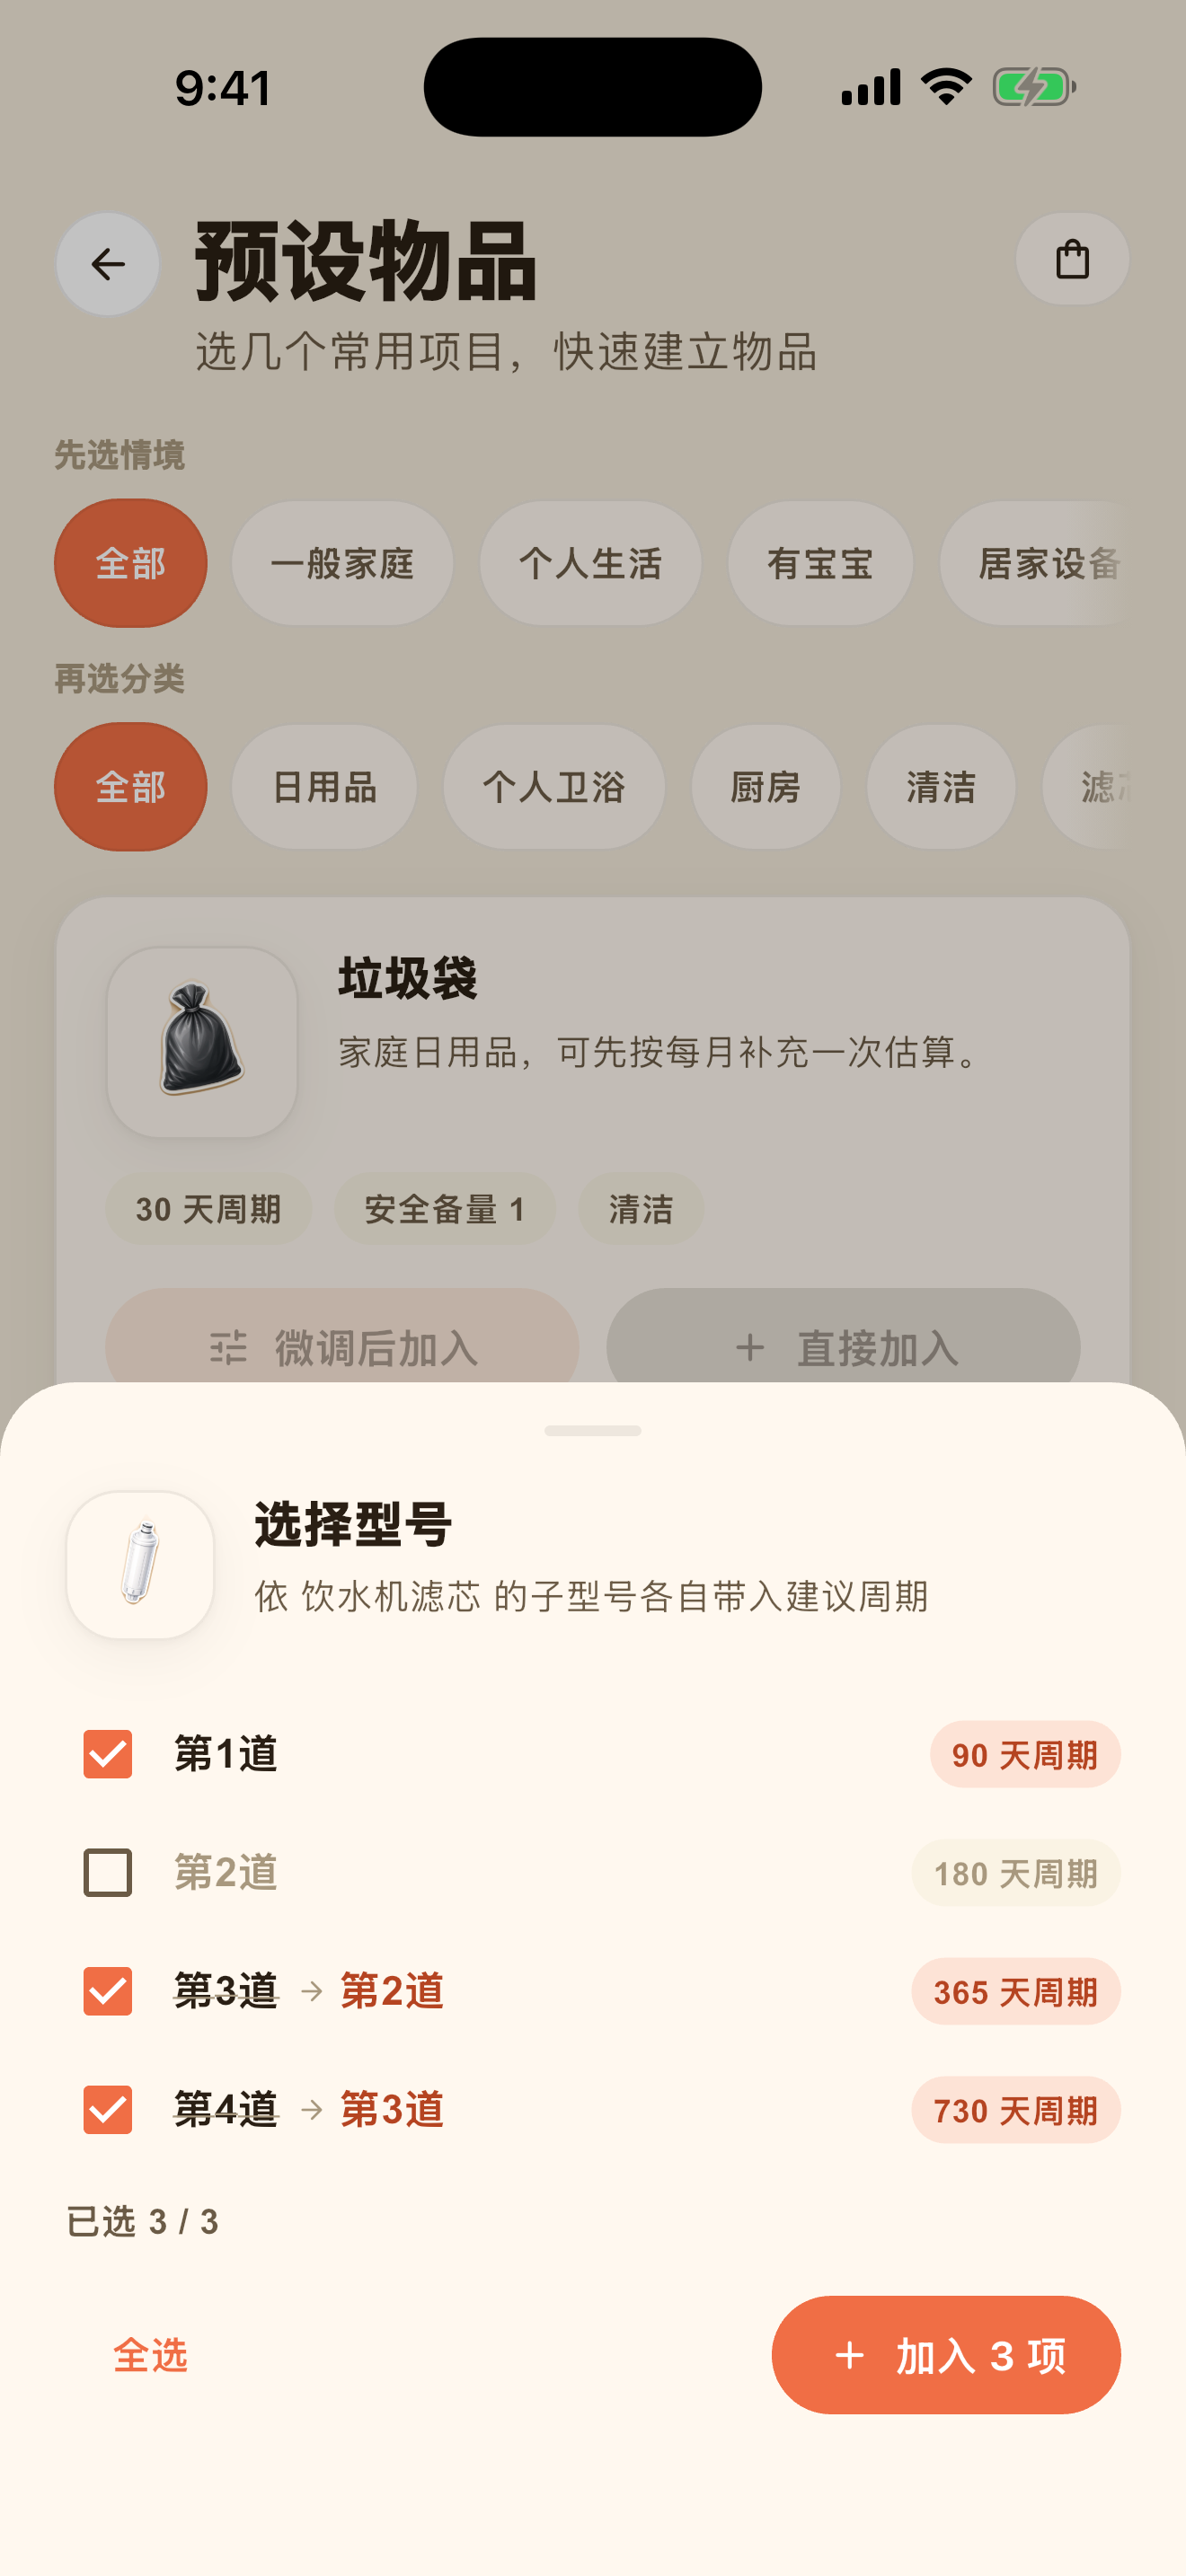 9:41
预设物品
选几个常用项目，快速建立物品
先选情境
全部 一般家庭 个人生活 有宝宝 居家设备
再选分类
全部 日用品 个人卫浴 厨房 清洁 滤
垃圾袋
家庭日用品，可先按每月补充一次估算。
30 天周期 安全备量 1 清洁
微调后加入 + 直接加入
选择型号
依 饮水机滤芯 的子型号各自带入建议周期
第1道 90 天周期
第2道 180 天周期
第3道 → 第2道 365 天周期
第4道 → 第3道 730 天周期
已选 3 / 3
全选 + 加入 3 项